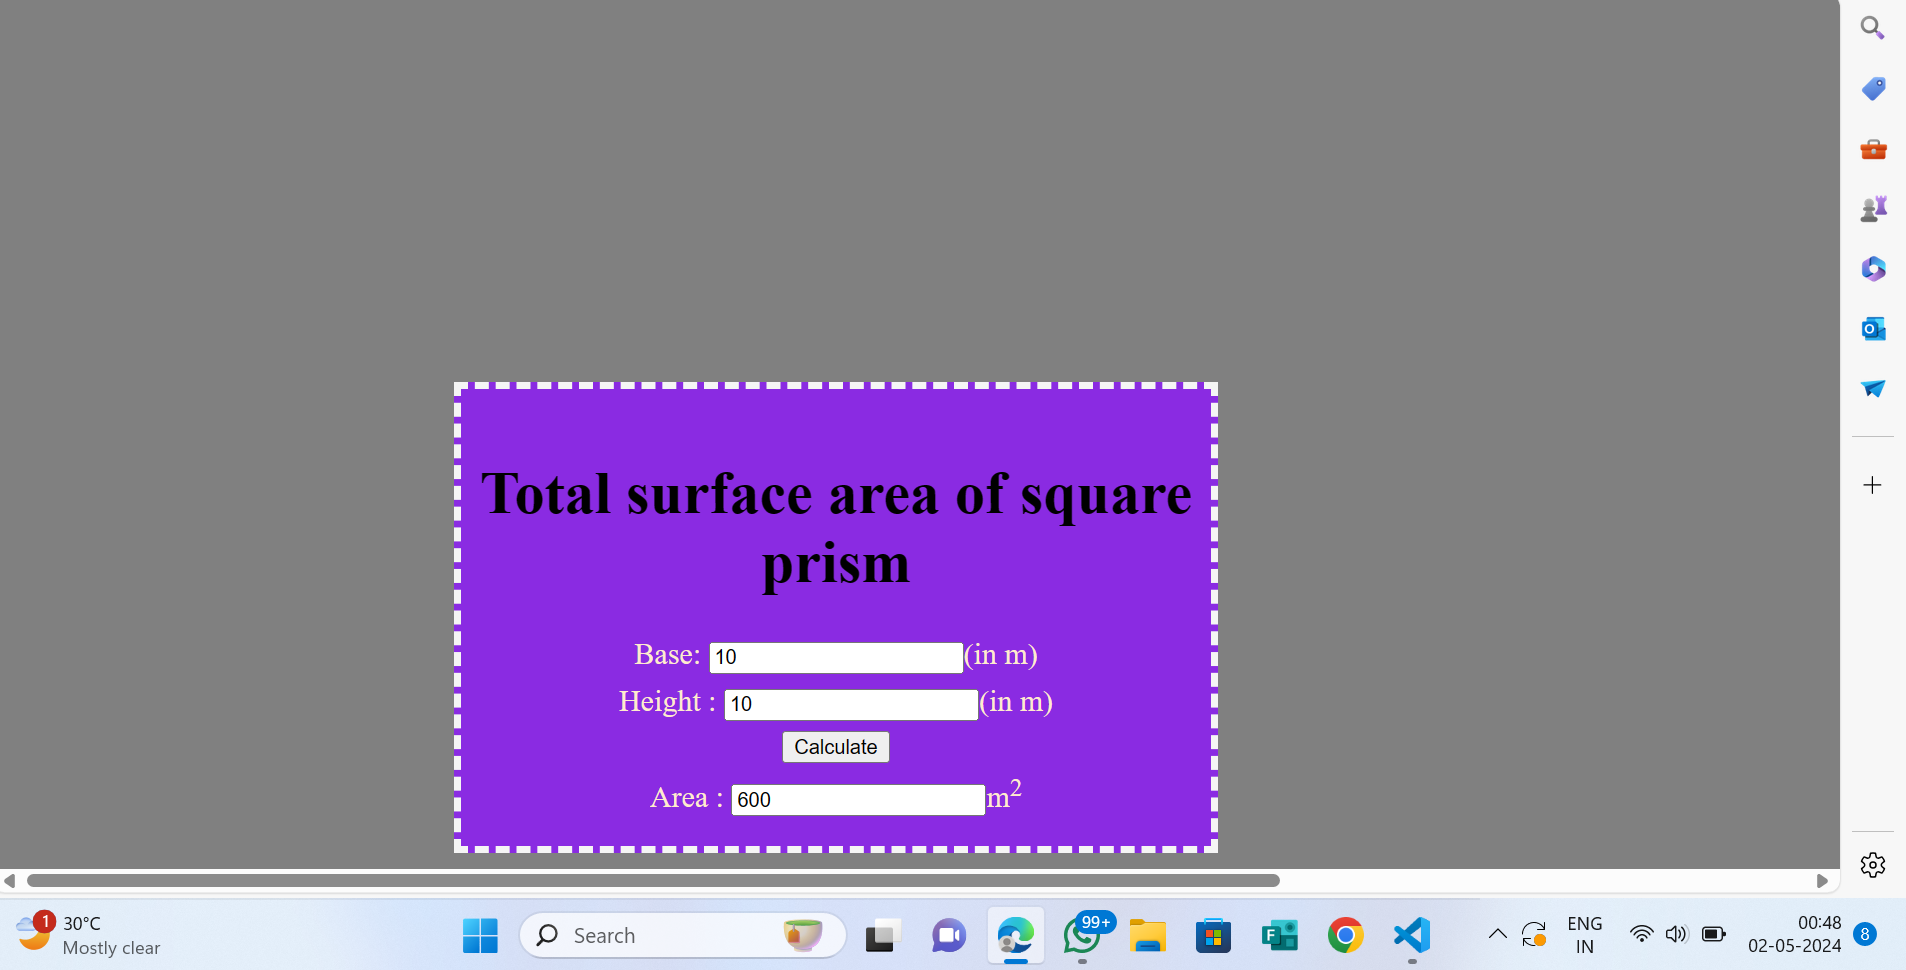 Total surface area of square
prism
Base: 10 (in m)
Height : 10 (in m)
Calculate
Area : 600 m²
1
30°C
Mostly clear
Search
99+
F
ENG
IN
00:48
02-05-2024
8